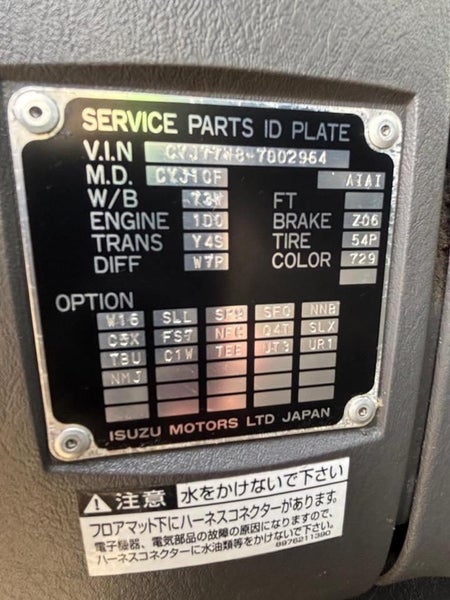 SERVICE PARTS ID PLATE
V.I.N CYJ77W8-7002964
M.D. CYJ10F A1A1
W/B 73W FT
ENGINE 1D0 BRAKE Z06
TRANS Y4S TIRE 54P
DIFF W7P COLOR 729
OPTION
W16 SLL SFQ NNB
C5X FS7 Q4T SLX
TBU C1W UR1
NMJ
ISUZU MOTORS LTD JAPAN
注意 水をかけないで下さい
フロアマット下にハーネスコネクターがあります。
電子機器、電気部品の故障の原因になりますので、
ハーネスコネクターに水油類等をかけないで下さい。
8976211390